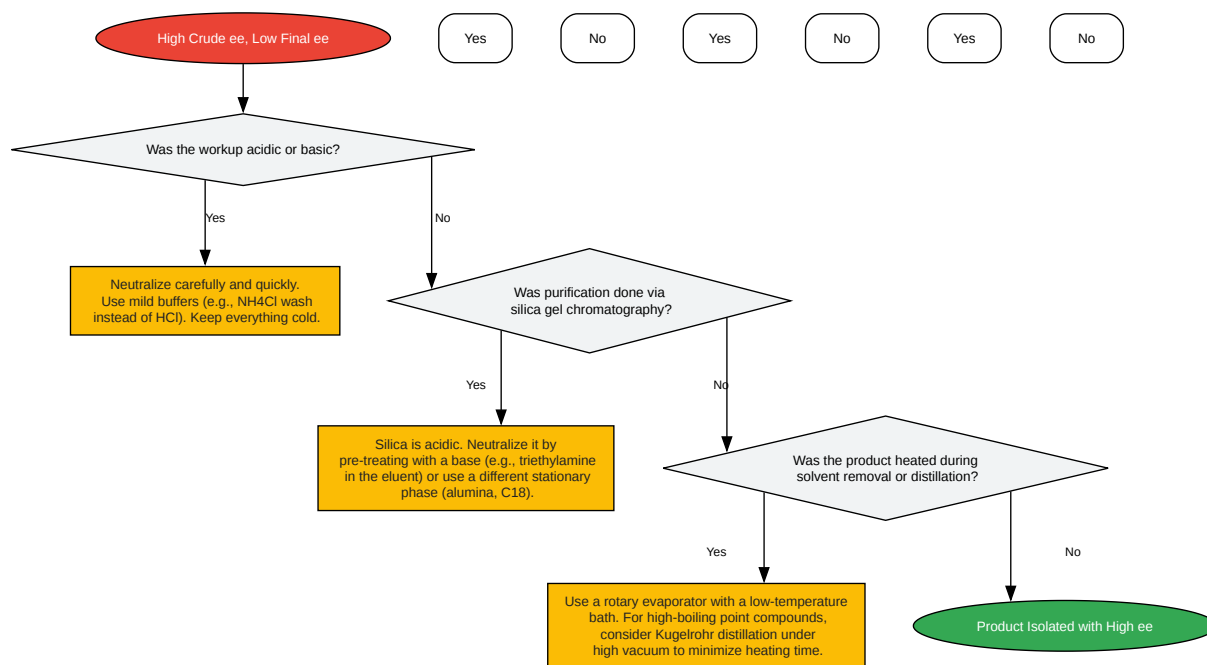 High Crude ee, Low Final ee
Yes
No
Yes
No
Yes
No
Was the workup acidic or basic?
Yes
No
Neutralize carefully and quickly.
Use mild buffers (e.g., NH4Cl wash
instead of HCl). Keep everything cold.
Was purification done via
silica gel chromatography?
Yes
No
Silica is acidic. Neutralize it by
pre-treating with a base (e.g., triethylamine
in the eluent) or use a different stationary
phase (alumina, C18).
Was the product heated during
solvent removal or distillation?
Yes
No
Use a rotary evaporator with a low-temperature
bath. For high-boiling point compounds,
consider Kugelrohr distillation under
high vacuum to minimize heating time.
Product Isolated with High ee